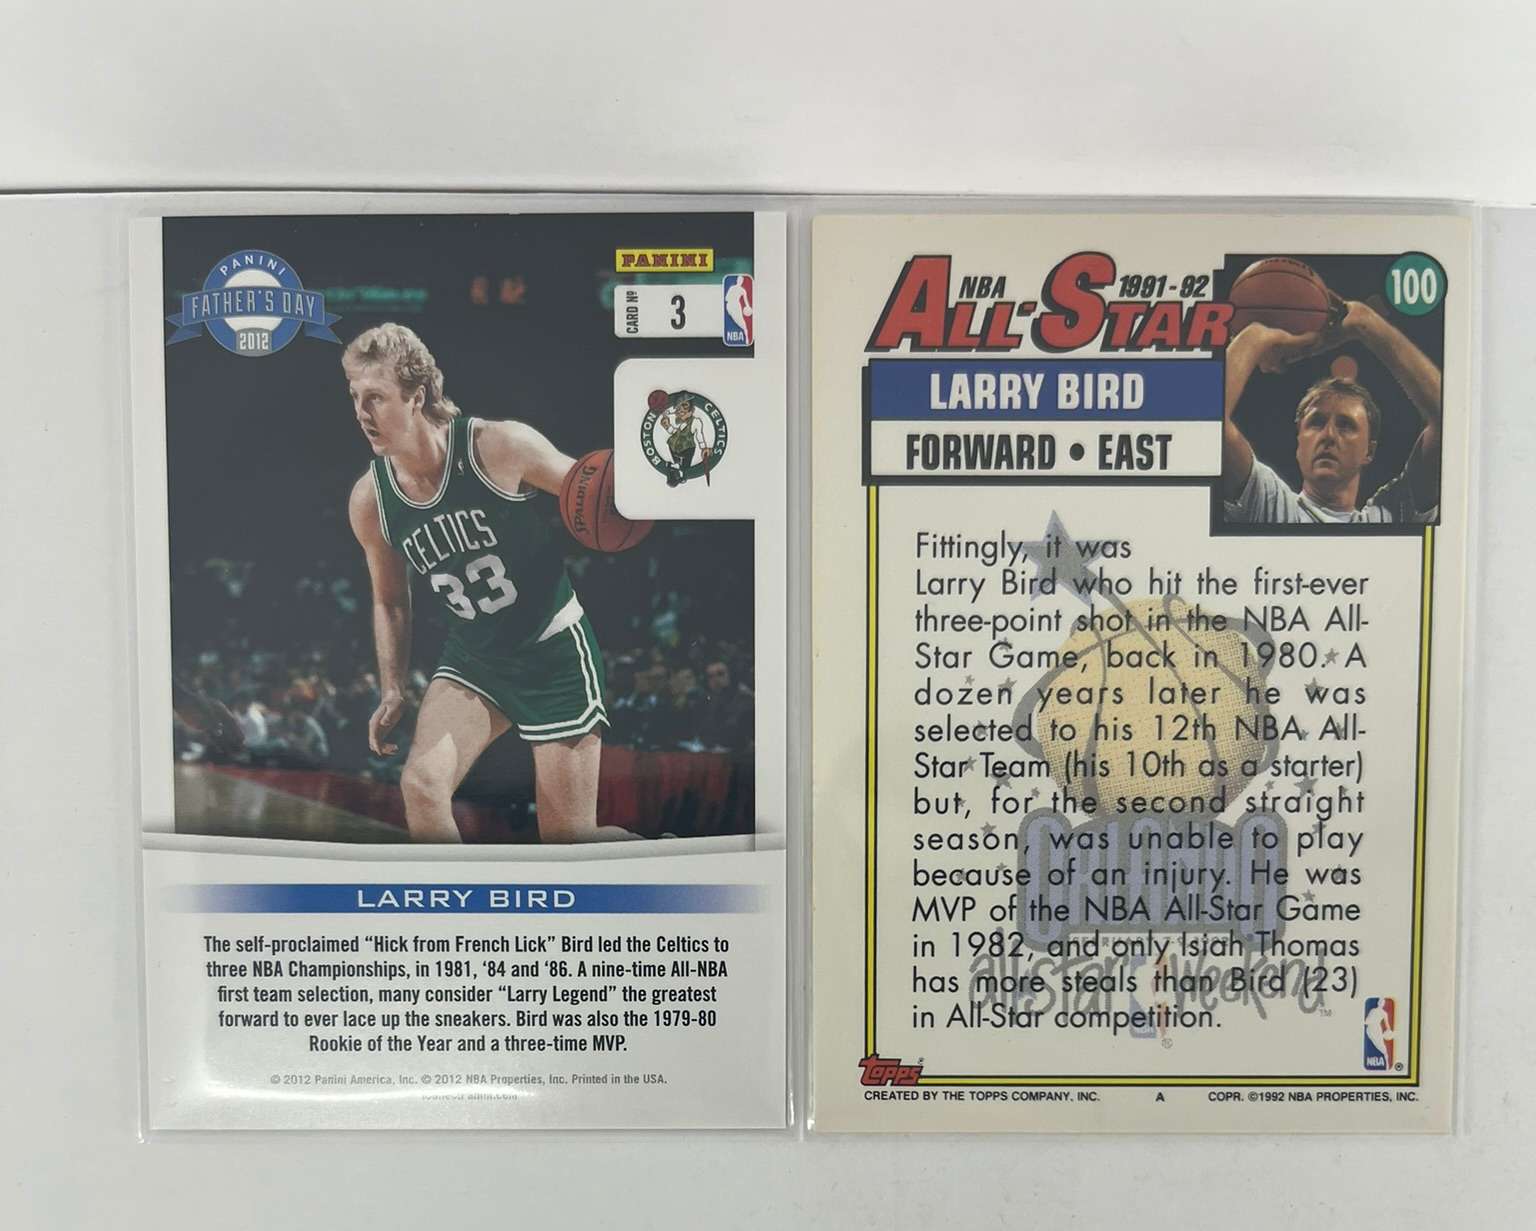 PANINI
FATHER'S DAY
2012
PANINI
CARD Nº
3
NBA
BOSTON
CELTICS
SPALDING
CELTICS
33
LARRY BIRD
The self-proclaimed “Hick from French Lick” Bird led the Celtics to
three NBA Championships, in 1981, ‘84 and ‘86. A nine-time All-NBA
first team selection, many consider “Larry Legend” the greatest
forward to ever lace up the sneakers. Bird was also the 1979-80
Rookie of the Year and a three-time MVP.
© 2012 Panini America, Inc. © 2012 NBA Properties, Inc. Printed in the USA.
NBA 1991-92
ALL-STAR
100
LARRY BIRD
FORWARD • EAST
Fittingly, it was
Larry Bird who hit the first-ever
three-point shot in the NBA All-
Star Game, back in 1980. A
dozen years later he was
selected to his 12th NBA All-
Star Team (his 10th as a starter)
but, for the second straight
season, was unable to play
because of an injury. He was
MVP of the NBA All-Star Game
in 1982, and only Isiah Thomas
has more steals than Bird (23)
in All-Star competition.
ORLANDO
all-star weekend™
NBA ®
topps®
CREATED BY THE TOPPS COMPANY, INC. A COPR. ©1992 NBA PROPERTIES, INC.